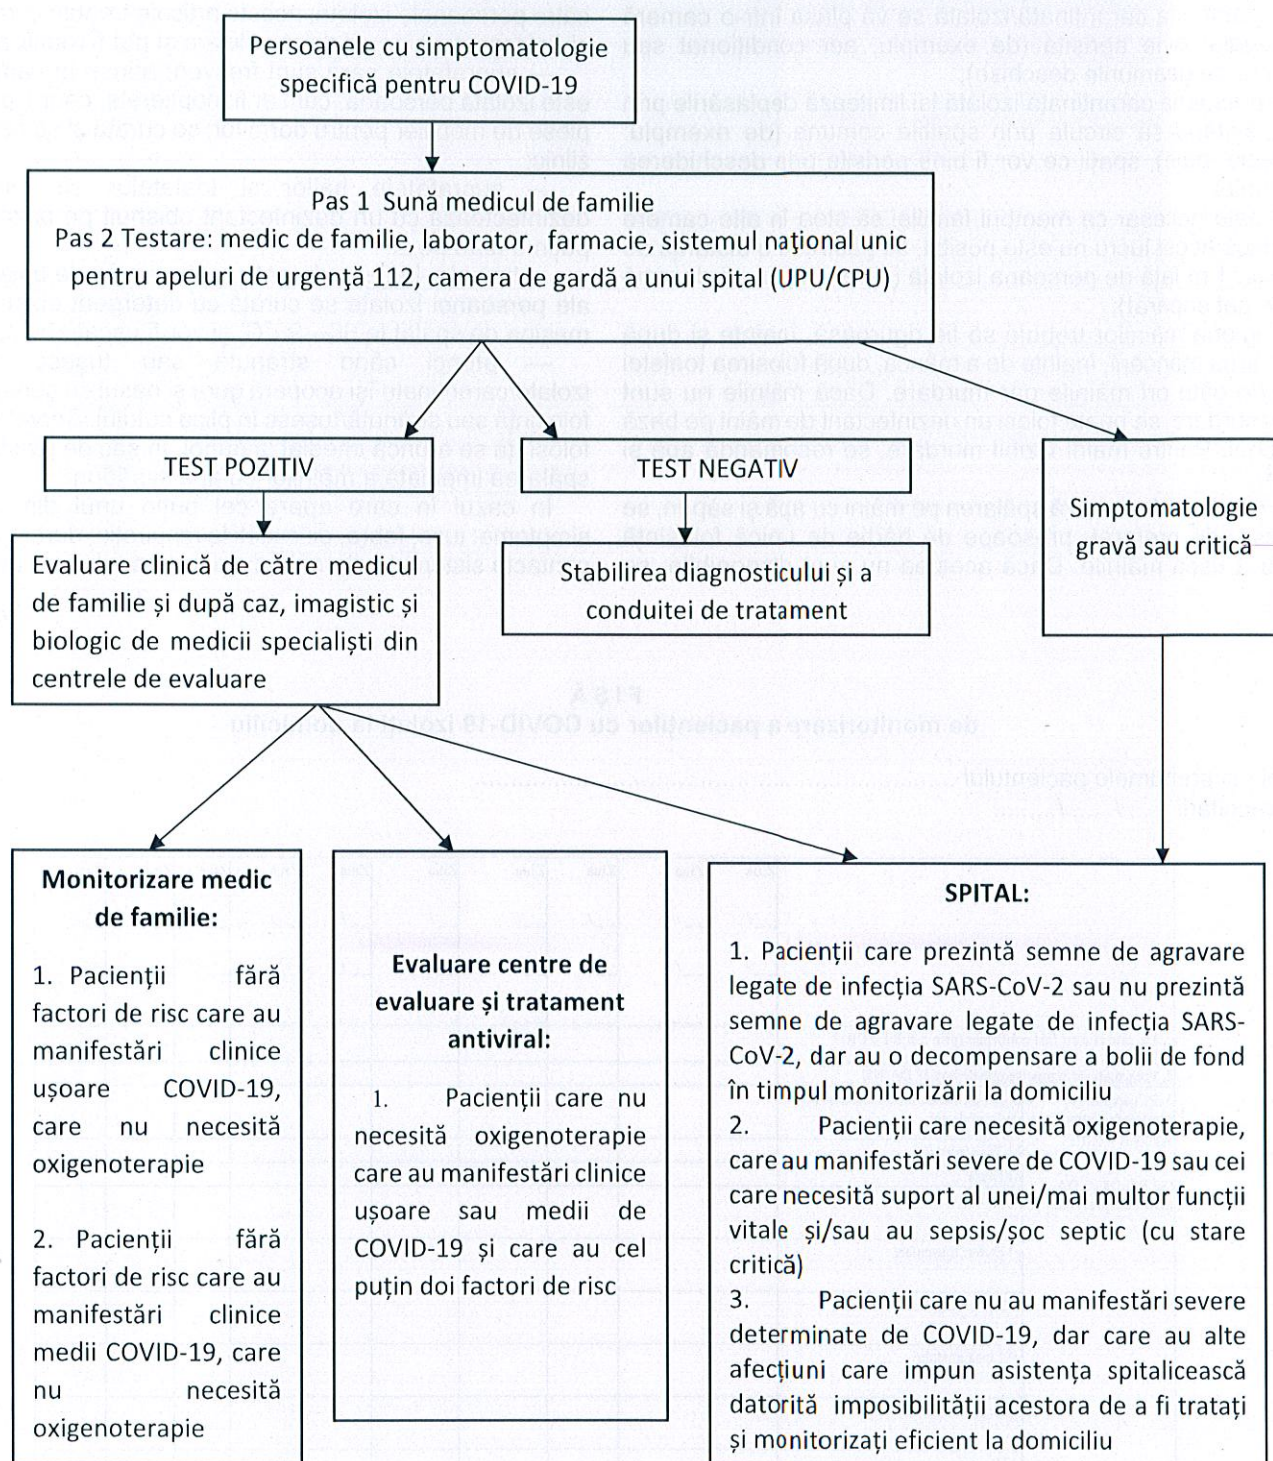 Persoanele cu simptomatologie
specifică pentru COVID-19
Pas 1 Sună medicul de familie
Pas 2 Testare: medic de familie, laborator, farmacie, sistemul național unic
pentru apeluri de urgență 112, camera de gardă a unui spital (UPU/CPU)
TEST POZITIV
TEST NEGATIV
Simptomatologie
gravă sau critică
Evaluare clinică de către medicul
de familie și după caz, imagistic și
biologic de medicii specialiști din
centrele de evaluare
Stabilirea diagnosticului și a
conduitei de tratament
Monitorizare medic
de familie:
1. Pacienții fără
factori de risc care au
manifestări clinice
ușoare COVID-19,
care nu necesită
oxigenoterapie
2. Pacienții fără
factori de risc care au
manifestări clinice
medii COVID-19, care
nu necesită
oxigenoterapie
Evaluare centre de
evaluare și tratament
antiviral:
1. Pacienții care nu
necesită oxigenoterapie
care au manifestări clinice
ușoare sau medii de
COVID-19 și care au cel
puțin doi factori de risc
SPITAL:
1. Pacienții care prezintă semne de agravare
legate de infecția SARS-CoV-2 sau nu prezintă
semne de agravare legate de infecția SARS-
CoV-2, dar au o decompensare a bolii de fond
în timpul monitorizării la domiciliu
2. Pacienții care necesită oxigenoterapie,
care au manifestări severe de COVID-19 sau cei
care necesită suport al unei/mai multor funcții
vitale și/sau au sepsis/șoc septic (cu stare
critică)
3. Pacienții care nu au manifestări severe
determinate de COVID-19, dar care au alte
afecțiuni care impun asistența spitalicească
datorită imposibilității acestora de a fi tratați
și monitorizați eficient la domiciliu